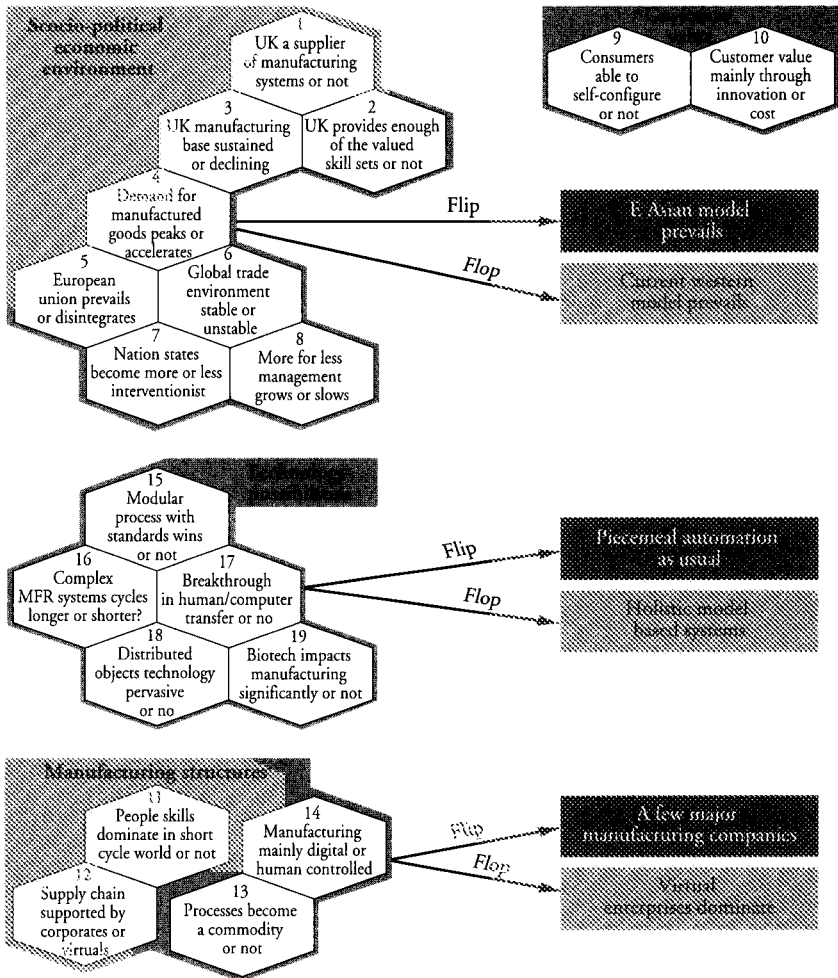 Socio-political
economic
environment
1
UK a supplier
of manufacturing
systems or not
3
UK manufacturing
base sustained
or declining
2
UK provides enough
of the valued
skill sets or not
4
Demand for
manufactured
goods peaks or
accelerates
5
European
union prevails
or disintegrates
6
Global trade
environment
stable or
unstable
7
Nation states
become more or less
interventionist
8
More for less
management
grows or slows
9
Consumers
able to
self-configure
or not
10
Customer value
mainly through
innovation or
cost
Flip
E Asian model
prevails
Flop
Current western
model prevails
Technology
possibilities
15
Modular
process with
standards wins
or not
16
Complex
MFR systems cycles
longer or shorter?
17
Breakthrough
in human/computer
transfer or no
18
Distributed
objects technology
pervasive
or no
19
Biotech impacts
manufacturing
significantly or not
Flip
Piecemeal automation
as usual
Flop
Holistic model
based systems
Manufacturing structures
11
People skills
dominate in short
cycle world or not
12
Supply chain
supported by
corporates or
virtuals
13
Processes become
a commodity
or not
14
Manufacturing
mainly digital or
human controlled
Flip
A few major
manufacturing companies
Flop
Virtual
enterprises dominate